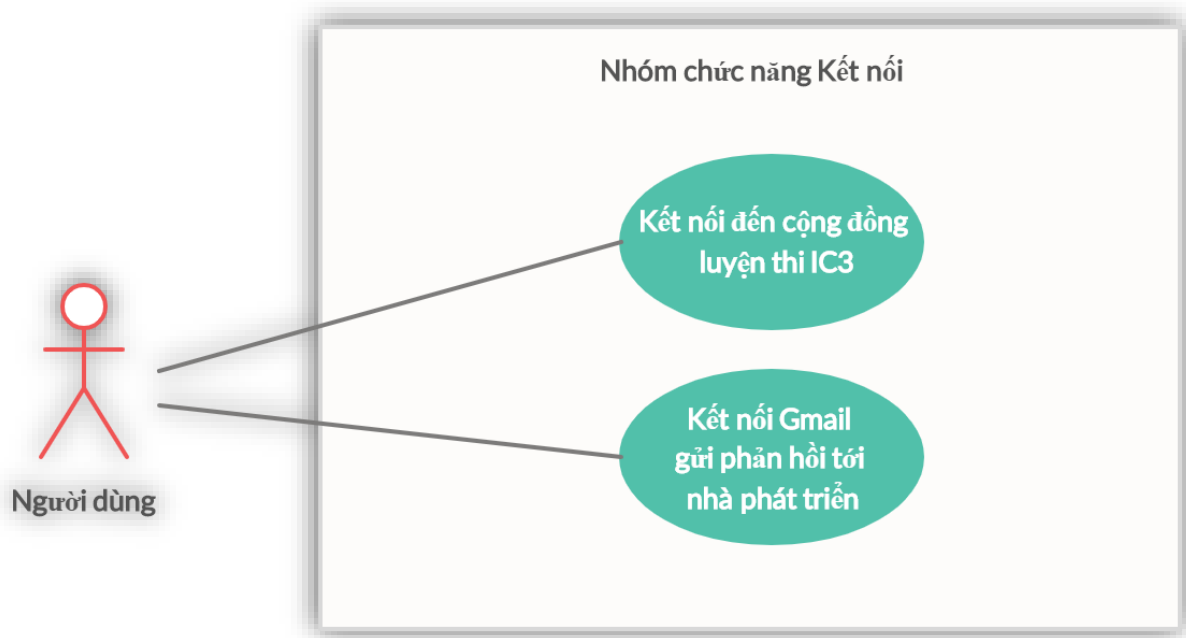 Nhóm chức năng Kết nối
Kết nối đến cộng đồng
luyện thi IC3
Kết nối Gmail
gửi phản hồi tới
nhà phát triển
Người dùng